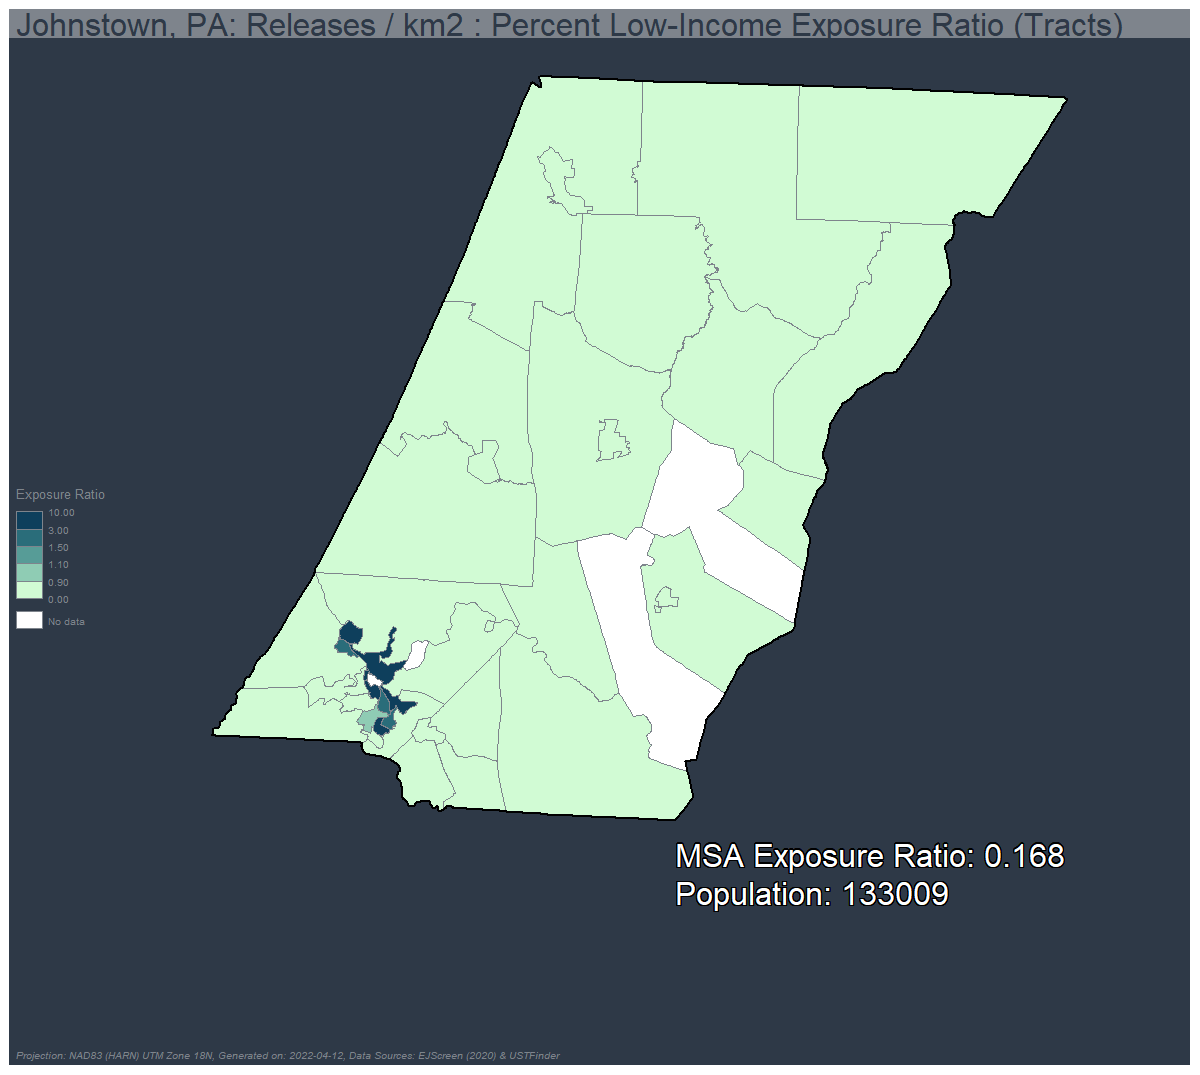 Johnstown, PA: Releases / km2 : Percent Low-Income Exposure Ratio (Tracts)
Exposure Ratio
10.00
3.00
1.50
1.10
0.90
0.00
No data
MSA Exposure Ratio: 0.168
Population: 133009
Projection: NAD83 (HARN) UTM Zone 18N, Generated on: 2022-04-12, Data Sources: EJScreen (2020) & USTFinder